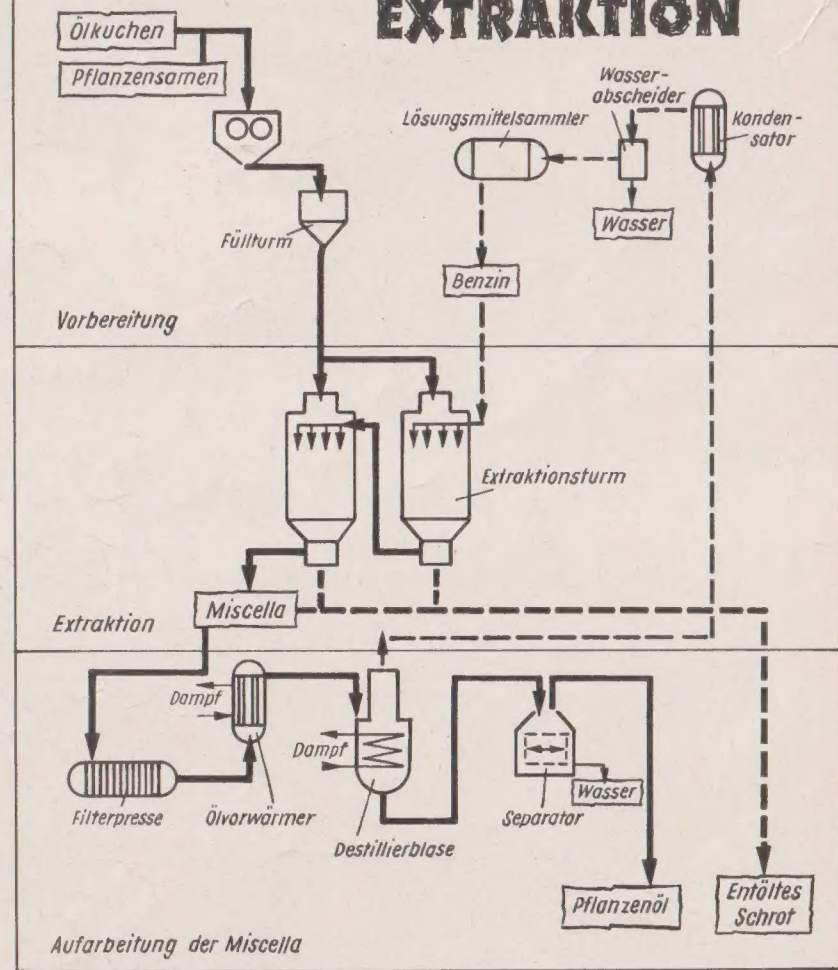 EXTRAKTION
Ölkuchen
Pflanzensamen
Wasser-
abscheider
Lösungsmittelsammler
Konden-
sator
Füllturm
Wasser
Benzin
Vorbereitung
Extraktionsturm
Miscella
Extraktion
Dampf
Dampf
Filterpresse
Ölvorwärmer
Destillierblase
Separator
Wasser
Pflanzenöl
Entöltes
Schrot
Aufarbeitung der Miscella